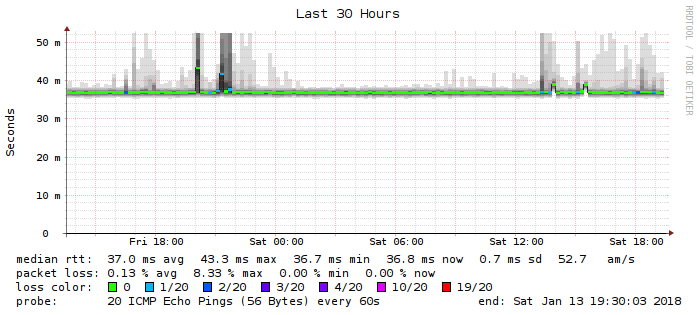 Last 30 Hours
RRDTOOL / TOBI OETIKER
Seconds
50 m
40 m
30 m
20 m
10 m
0
Fri 18:00 Sat 00:00 Sat 06:00 Sat 12:00 Sat 18:00
median rtt: 37.0 ms avg 43.3 ms max 36.7 ms min 36.8 ms now 0.7 ms sd 52.7 am/s
packet loss: 0.13 % avg 8.33 % max 0.00 % min 0.00 % now
loss color: 0 1/20 2/20 3/20 4/20 10/20 19/20
probe: 20 ICMP Echo Pings (56 Bytes) every 60s end: Sat Jan 13 19:30:03 2018